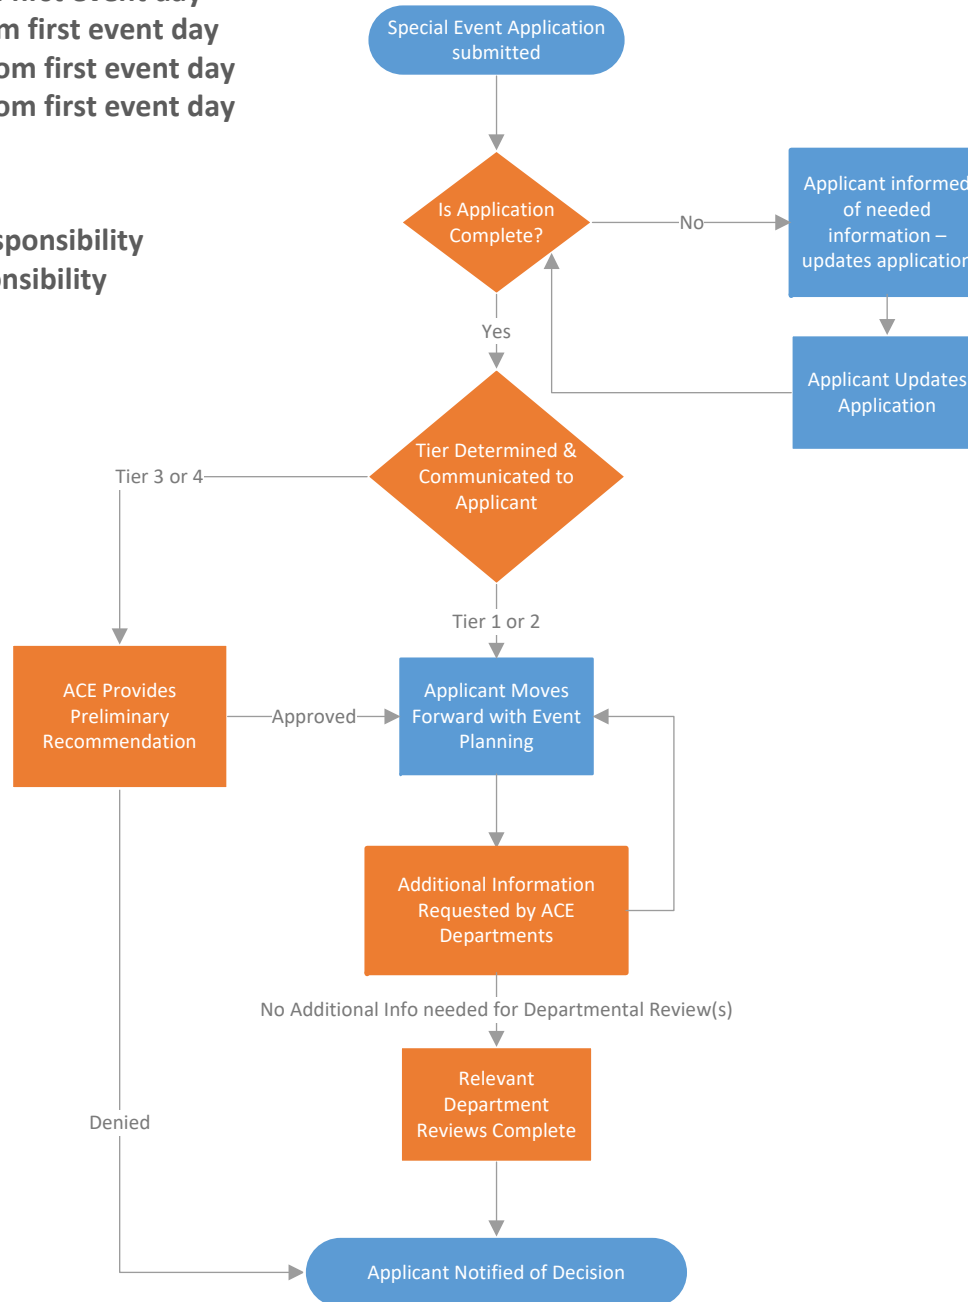 first event day
m first event day
om first event day
om first event day
sponsibility
onsibility
Special Event Application
submitted
Is Application
Complete?
No
Applicant informed
of needed
information –
updates application
Yes
Applicant Updates
Application
Tier Determined &
Communicated to
Applicant
Tier 3 or 4
Tier 1 or 2
ACE Provides
Preliminary
Recommendation
Approved
Applicant Moves
Forward with Event
Planning
Additional Information
Requested by ACE
Departments
No Additional Info needed for Departmental Review(s)
Relevant
Department
Reviews Complete
Denied
Applicant Notified of Decision